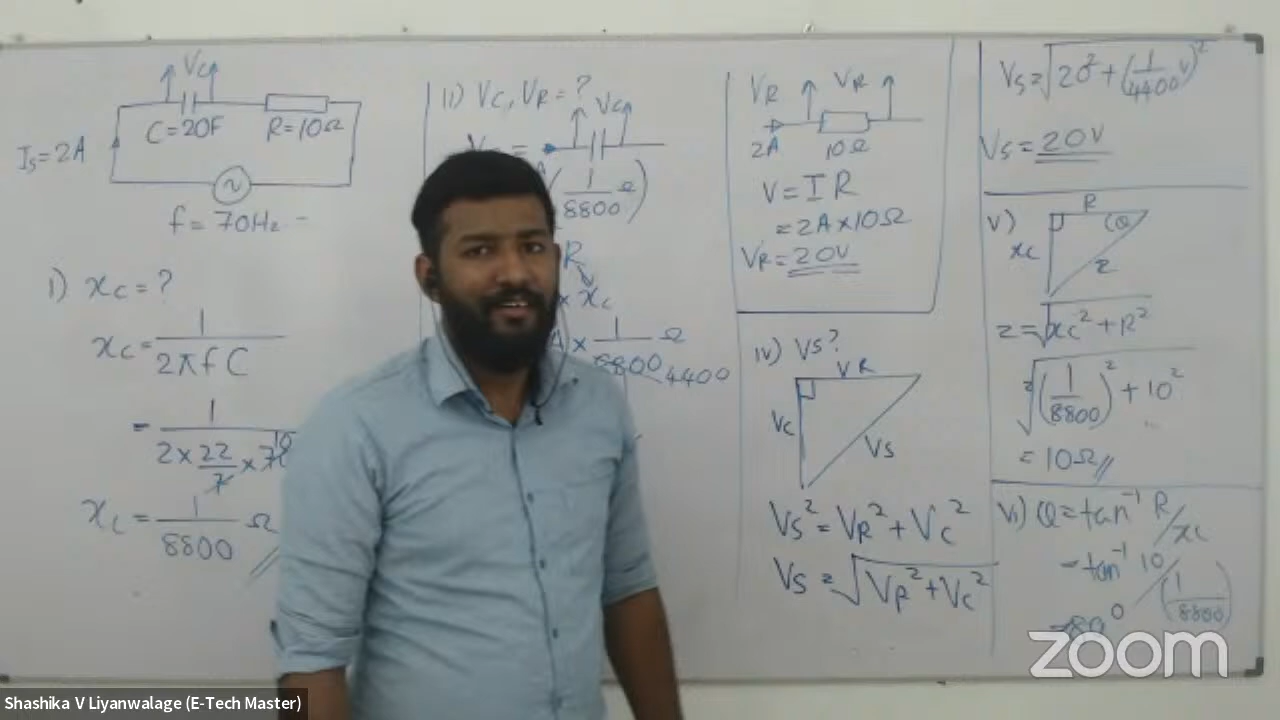 Vc
C=20F
R=10Ω
Is=2A
f=70Hz
I) xc=?
xc=1/2πfC
=1/2×22/7×70
xc=1/8800 Ω
II) Vc, VR=?
Vc
(1/8800 Ω)
R
× xc
× 1/8800 Ω
4400
VR
VR
2A
10Ω
V=IR
=2A×10Ω
VR=20V
IV) Vs?
VR
Vc
Vs
Vs²=VR²+Vc²
Vs=√VR²+Vc²
Vs=√20²+(1/4400 V)²
Vs=20V
V)
R
xc
Q
z
z=√xc²+R²
√(1/8800)²+10²
=10Ω
VI) Q=tan⁻¹ R/xc
=tan⁻¹ 10/(1/8800)
zoom
Shashika V Liyanwalage (E-Tech Master)